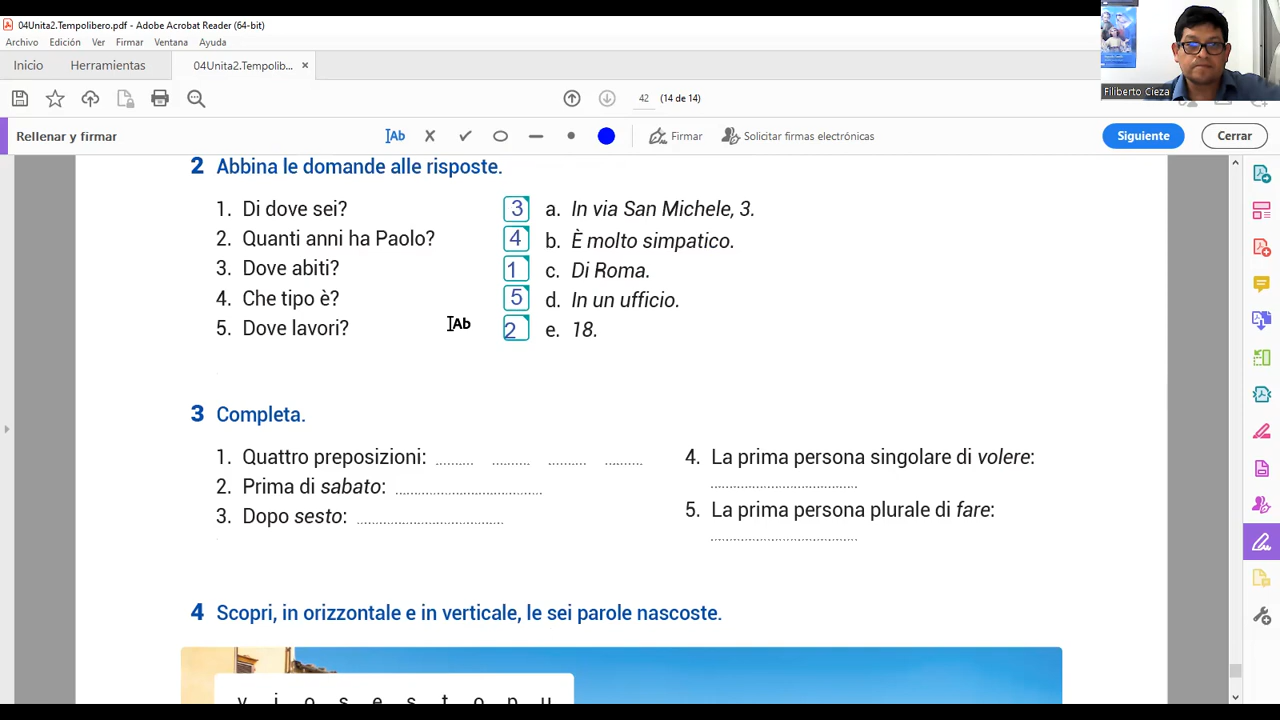 04Unita2.Tempolibero.pdf - Adobe Acrobat Reader (64-bit)
Archivo Edición Ver Firmar Ventana Ayuda
Inicio Herramientas 04Unita2.Tempolib... ×
42 (14 de 14)
Filiberto Cieza
Rellenar y firmar Ab Firmar Solicitar firmas electrónicas Siguiente Cerrar
2 Abbina le domande alle risposte.
1. Di dove sei? 3 a. In via San Michele, 3.
2. Quanti anni ha Paolo? 4 b. È molto simpatico.
3. Dove abiti? 1 c. Di Roma.
4. Che tipo è? 5 d. In un ufficio.
5. Dove lavori? Ab 2 e. 18.
3 Completa.
1. Quattro preposizioni: ......... ......... ......... .........
2. Prima di sabato: ....................................
3. Dopo sesto: ....................................
4. La prima persona singolare di volere:
....................................
5. La prima persona plurale di fare:
....................................
4 Scopri, in orizzontale e in verticale, le sei parole nascoste.
v i o s e s t o p u